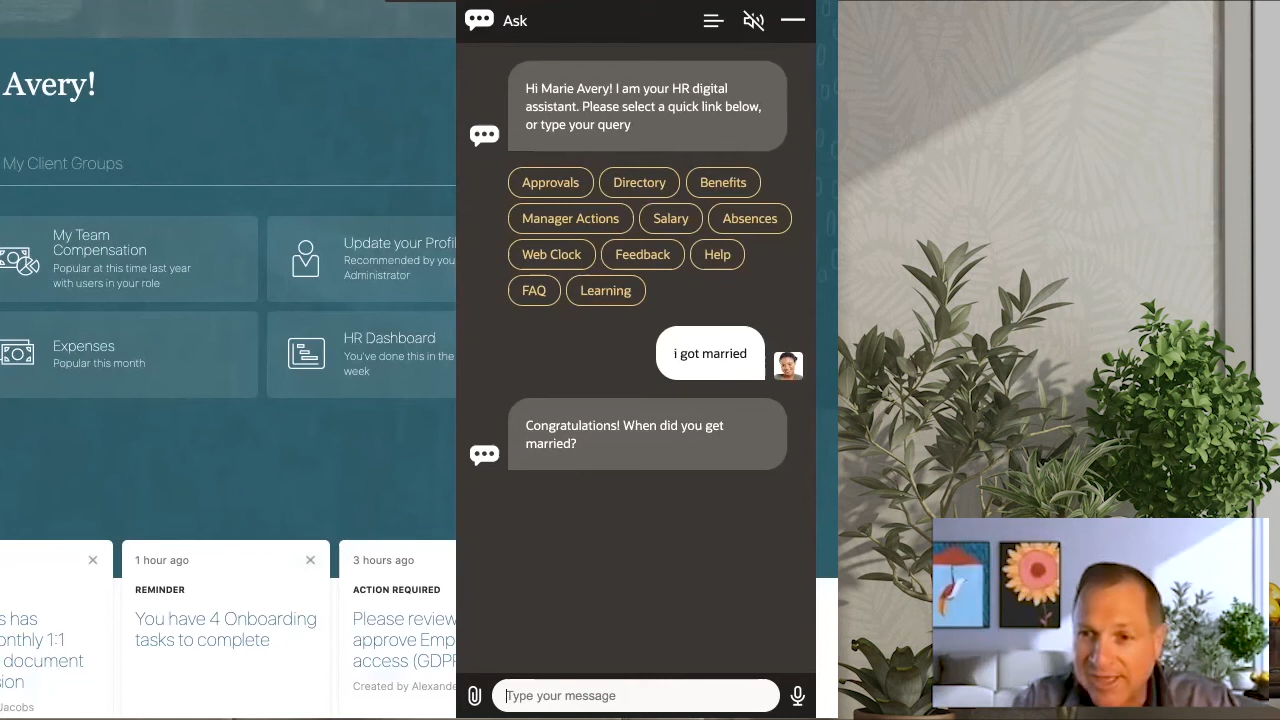 Avery!
My Client Groups
My Team
Compensation
Popular at this time last year
with users in your role
Update your Profil
Recommended by you
Administrator
Expenses
Popular this month
HR Dashboard
You've done this in the
week
s has
onthly 1:1
document
sion
Jacobs
1 hour ago
REMINDER
You have 4 Onboarding
tasks to complete
3 hours ago
ACTION REQUIRED
Please review
approve Emp
access (GDPR
Created by Alexande
Ask
Hi Marie Avery! I am your HR digital
assistant. Please select a quick link below,
or type your query
Approvals
Directory
Benefits
Manager Actions
Salary
Absences
Web Clock
Feedback
Help
FAQ
Learning
i got married
Congratulations! When did you get
married?
Type your message